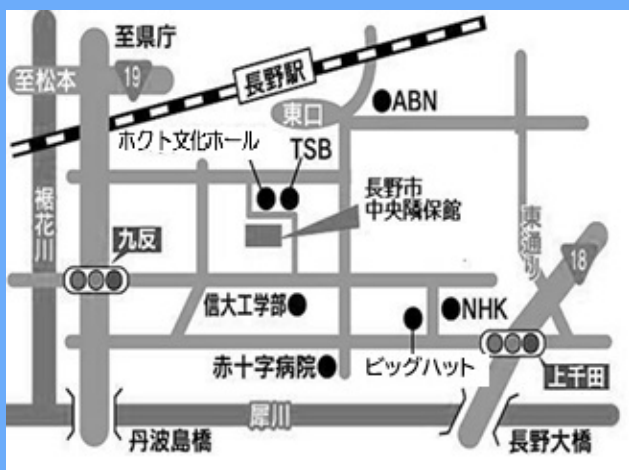 至県庁
至松本
19
長野駅
東口
ABN
ホクト文化ホール
TSB
長野市
中央隣保館
裾花川
九反
東通り
18
信大工学部
NHK
赤十字病院
ビッグハット
上千田
犀川
丹波島橋
長野大橋